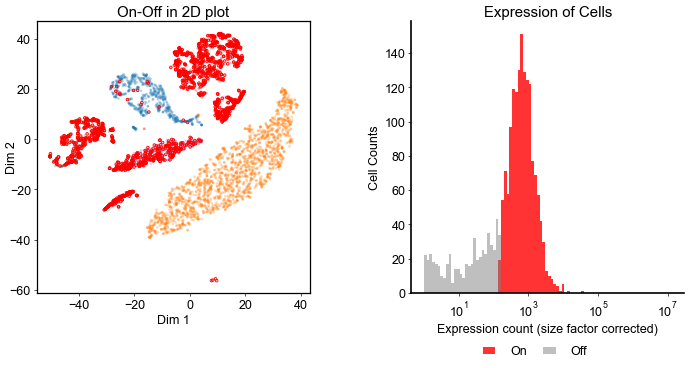 On-Off in 2D plot
40
20
0
−20
−40
−60
Dim 2
−40
−20
0
20
40
Dim 1
Expression of Cells
140
120
100
80
60
40
20
0
Cell Counts
10^1
10^3
10^5
10^7
Expression count (size factor corrected)
On
Off